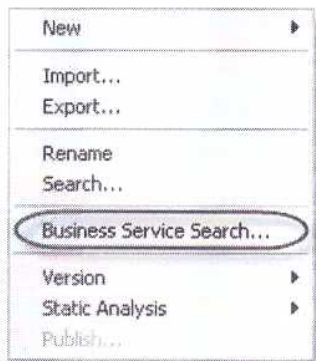 New
Import...
Export...
Rename
Search...
Business Service Search...
Version
Static Analysis
Publish...